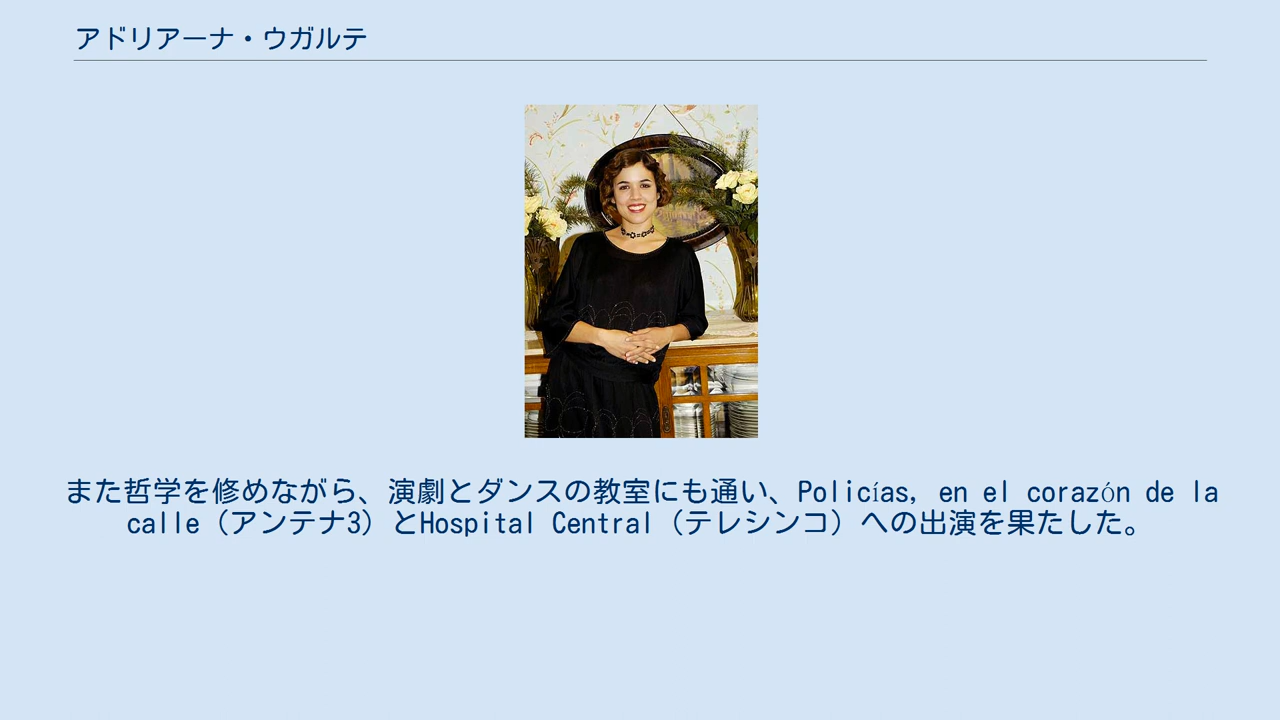 アドリアーナ・ウガルテ
また哲学を修めながら、演劇とダンスの教室にも通い、Policías, en el corazón de la
calle（アンテナ3）とHospital Central（テレシンコ）への出演を果たした。